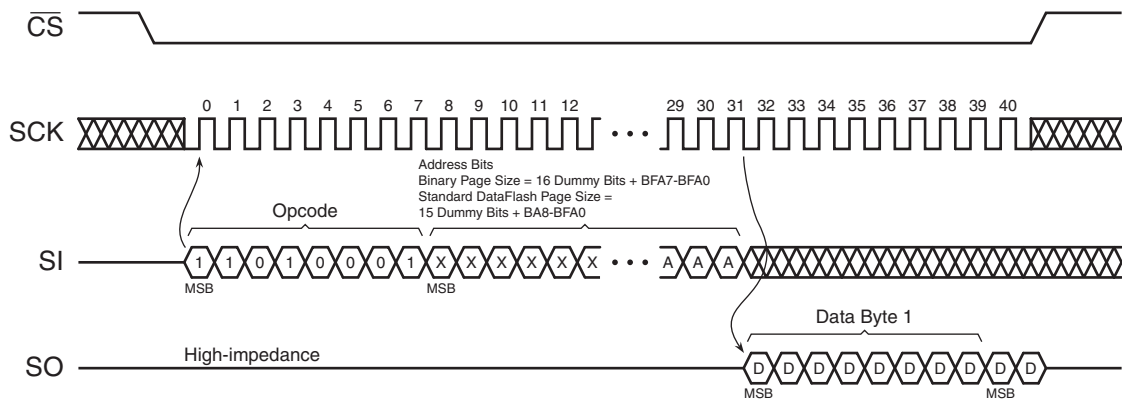 CS
0 1 2 3 4 5 6 7 8 9 10 11 12 29 30 31 32 33 34 35 36 37 38 39 40
SCK
Address Bits
Binary Page Size = 16 Dummy Bits + BFA7-BFA0
Standard DataFlash Page Size =
15 Dummy Bits + BA8-BFA0
Opcode
SI 1 1 0 1 0 0 0 1 X X X X X X A A A
MSB MSB
Data Byte 1
High-impedance
SO D D D D D D D D D D
MSB MSB